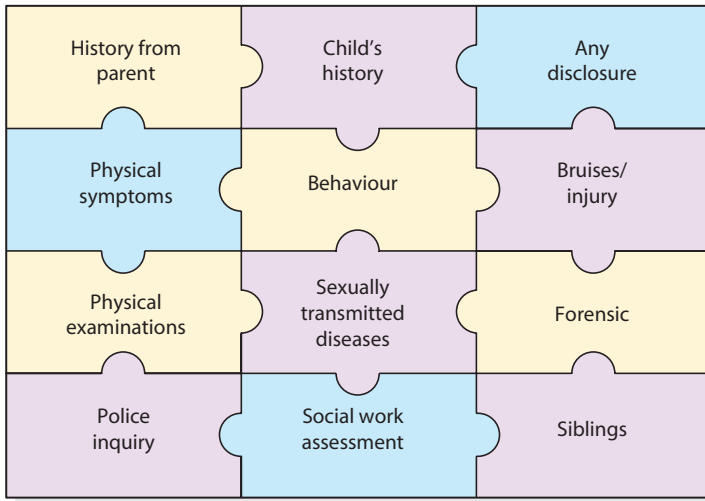 History from
parent
Child's
history
Any
disclosure
Physical
symptoms
Behaviour
Bruises/
injury
Physical
examinations
Sexually
transmitted
diseases
Forensic
Police
inquiry
Social work
assessment
Siblings